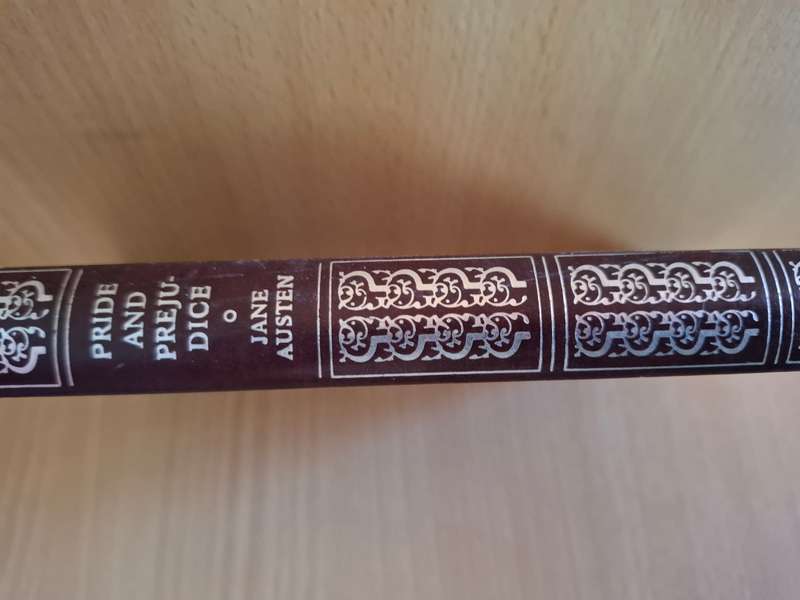 PRIDE
AND
PREJU-
DICE
JANE
AUSTEN